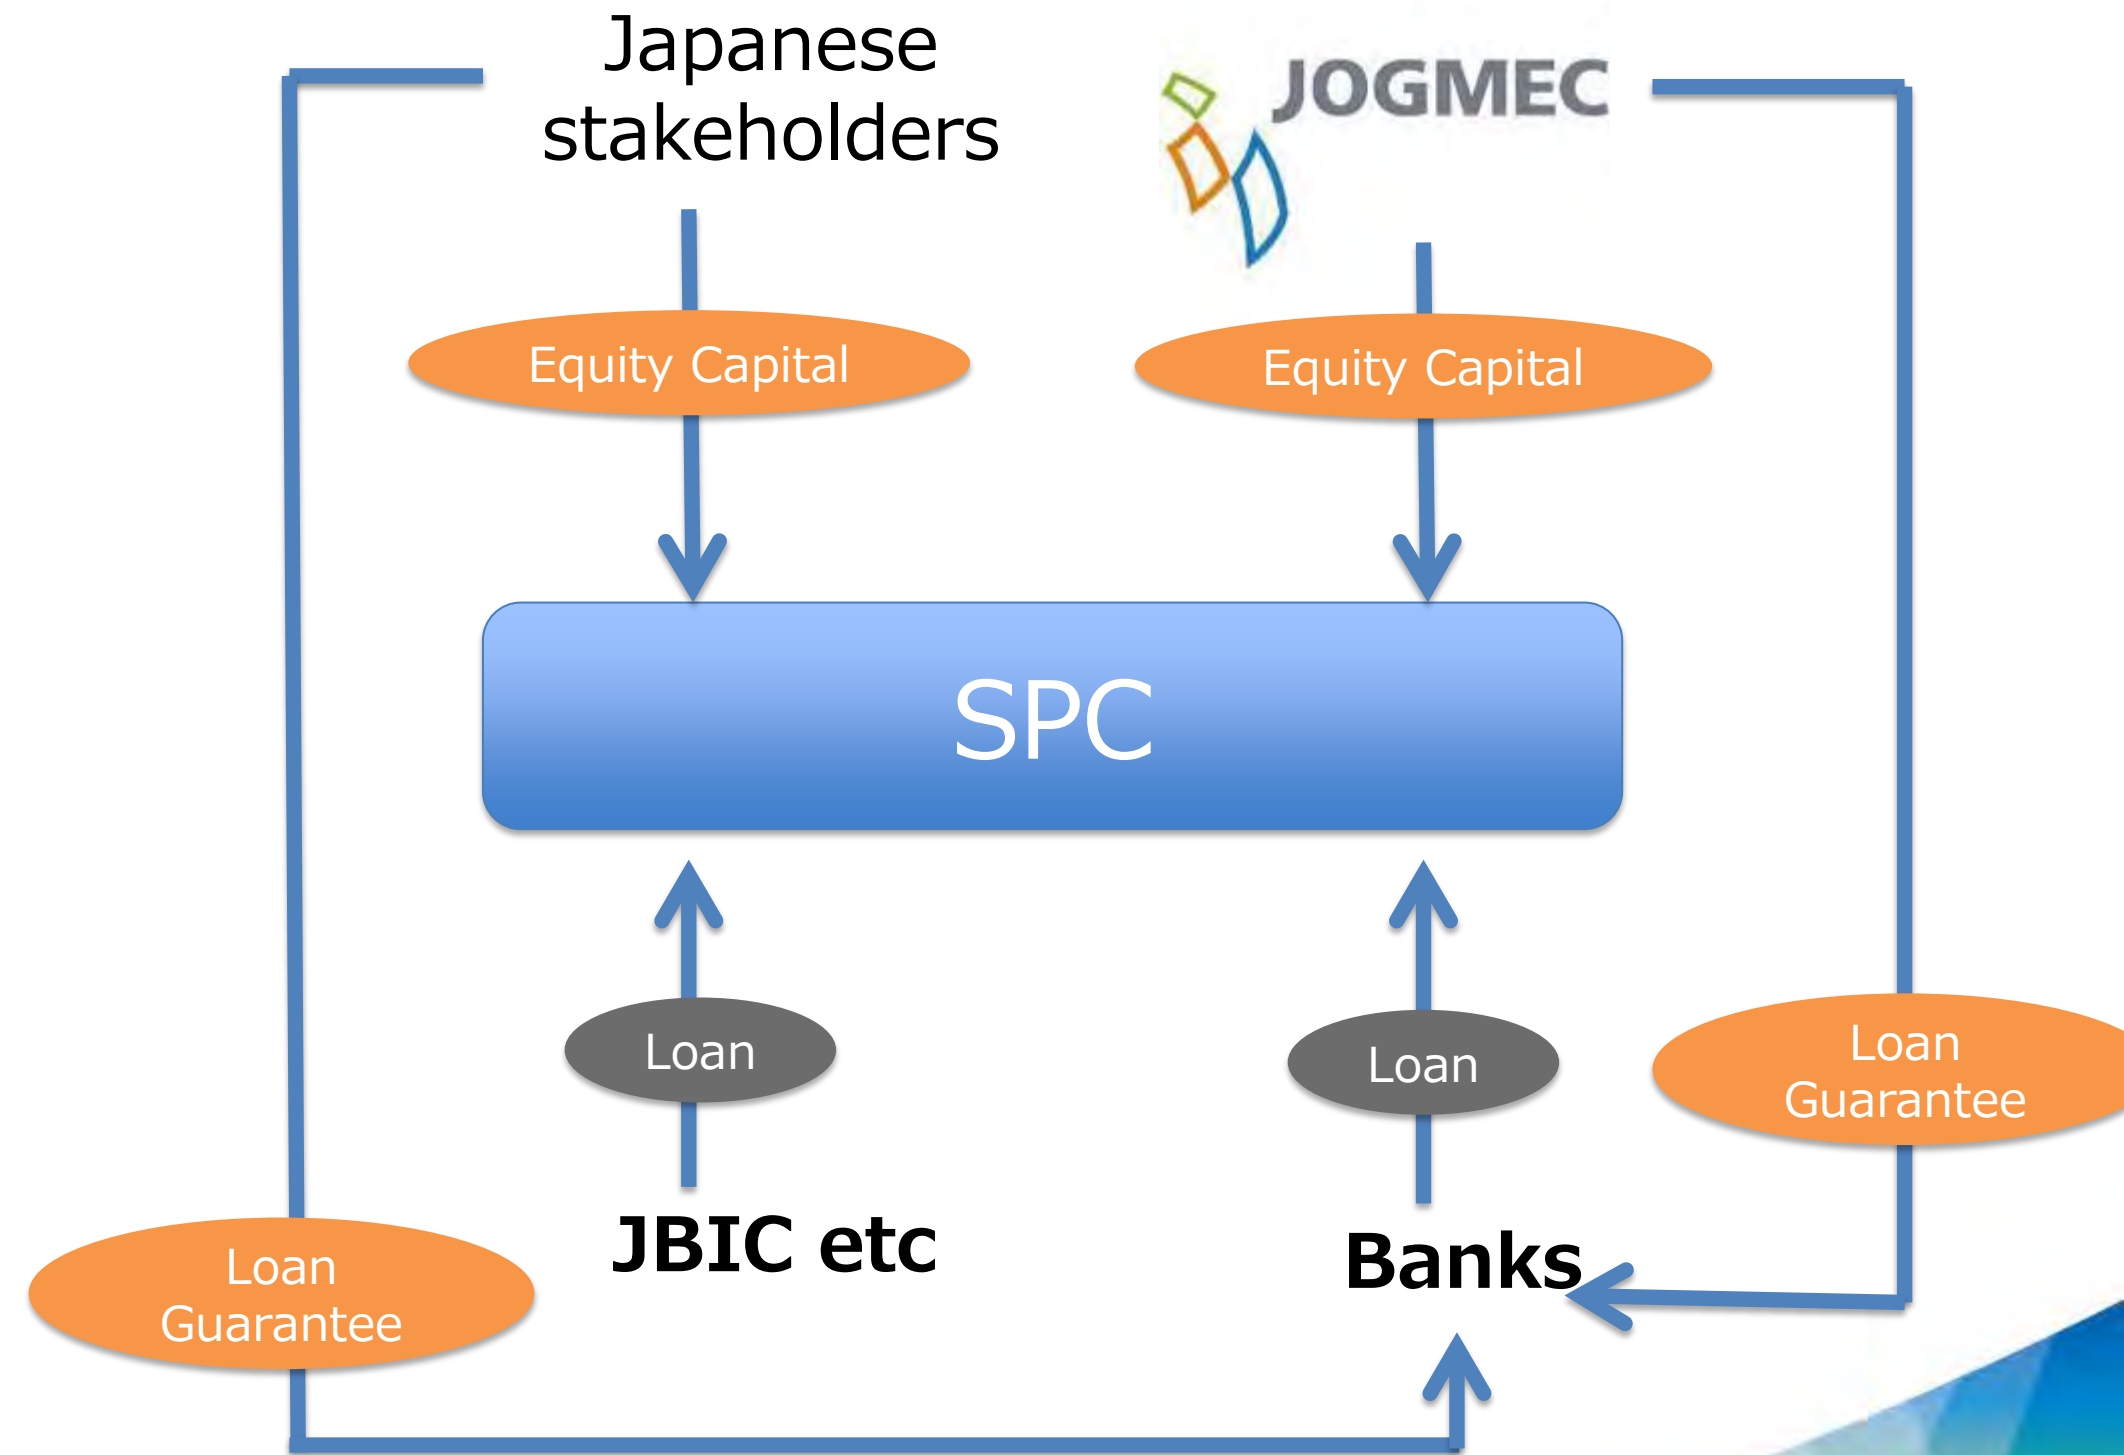 Japanese
stakeholders
JOGMEC
Equity Capital
Equity Capital
SPC
Loan
Loan
Loan
Guarantee
JBIC etc
Banks
Loan
Guarantee